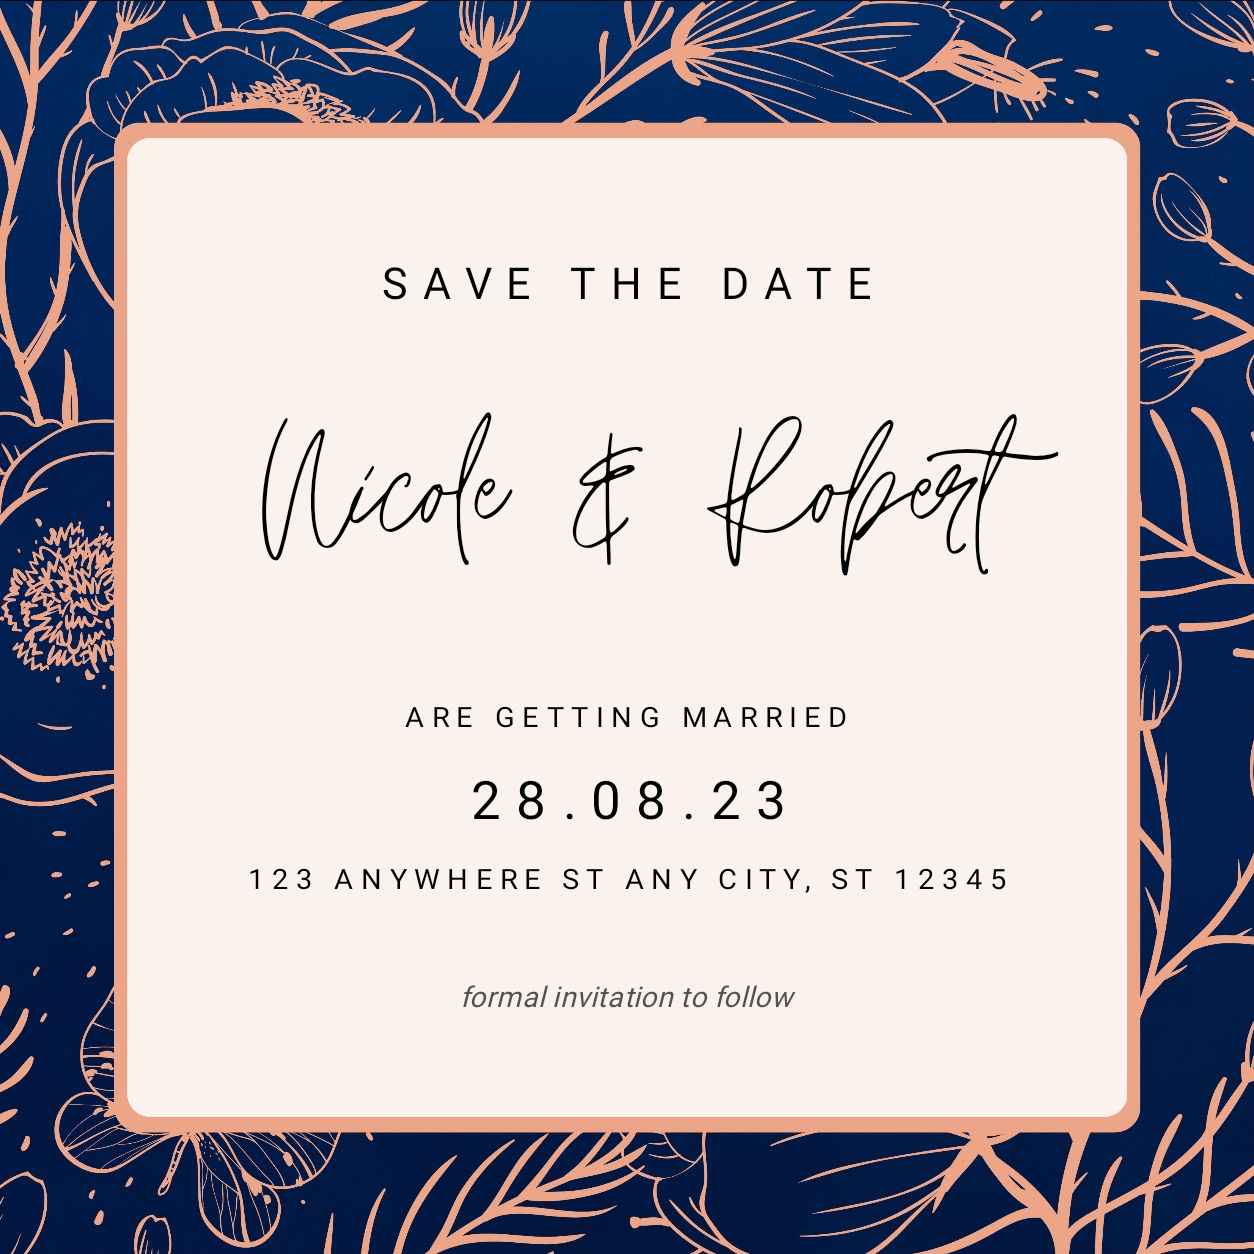 SAVE THE DATE
Nicole & Robert
ARE GETTING MARRIED
28.08.23
123 ANYWHERE ST ANY CITY, ST 12345
formal invitation to follow